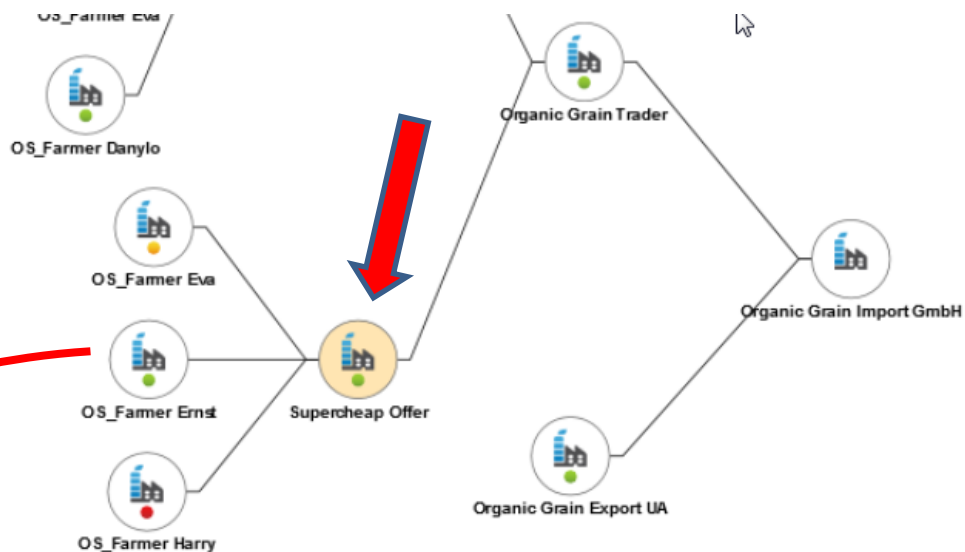 OS_Farmer Eva
Organic Grain Trader
OS_Farmer Danylo
OS_Farmer Eva
Organic Grain Import GmbH
OS_Farmer Ernst
Supercheap Offer
Organic Grain Export UA
OS_Farmer Harry